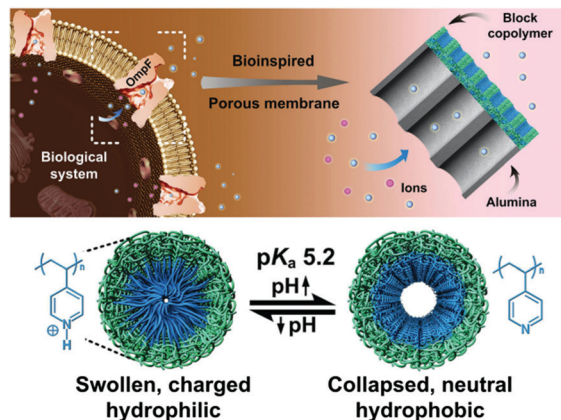 Block
copolymer
OmpF
Bioinspired
Porous membrane
Biological
system
Ions
Alumina
pKa 5.2
pH↑
↓pH
n
n
N
⊕
H
N
Swollen, charged
hydrophilic
Collapsed, neutral
hydrophobic